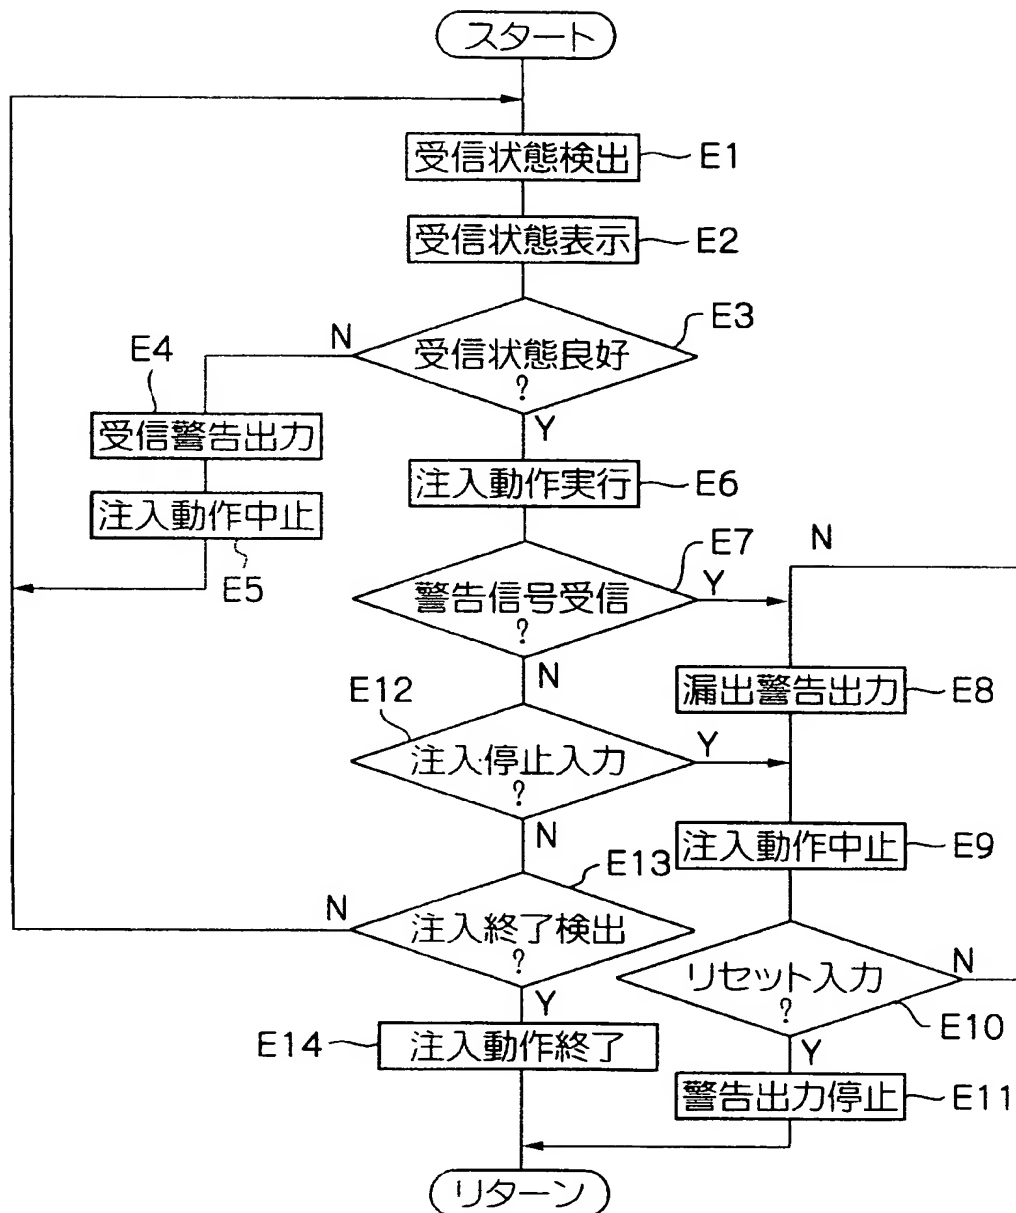 スタート
受信状態検出
E1
受信状態表示
E2
受信状態良好
?
E3
N
Y
E4
受信警告出力
注入動作中止
E5
注入動作実行
E6
警告信号受信
?
E7
Y
N
N
漏出警告出力
E8
E12
注入停止入力
?
Y
N
注入動作中止
E9
E13
注入終了検出
?
N
Y
リセット入力
?
N
E10
Y
E14
注入動作終了
警告出力停止
E11
リターン